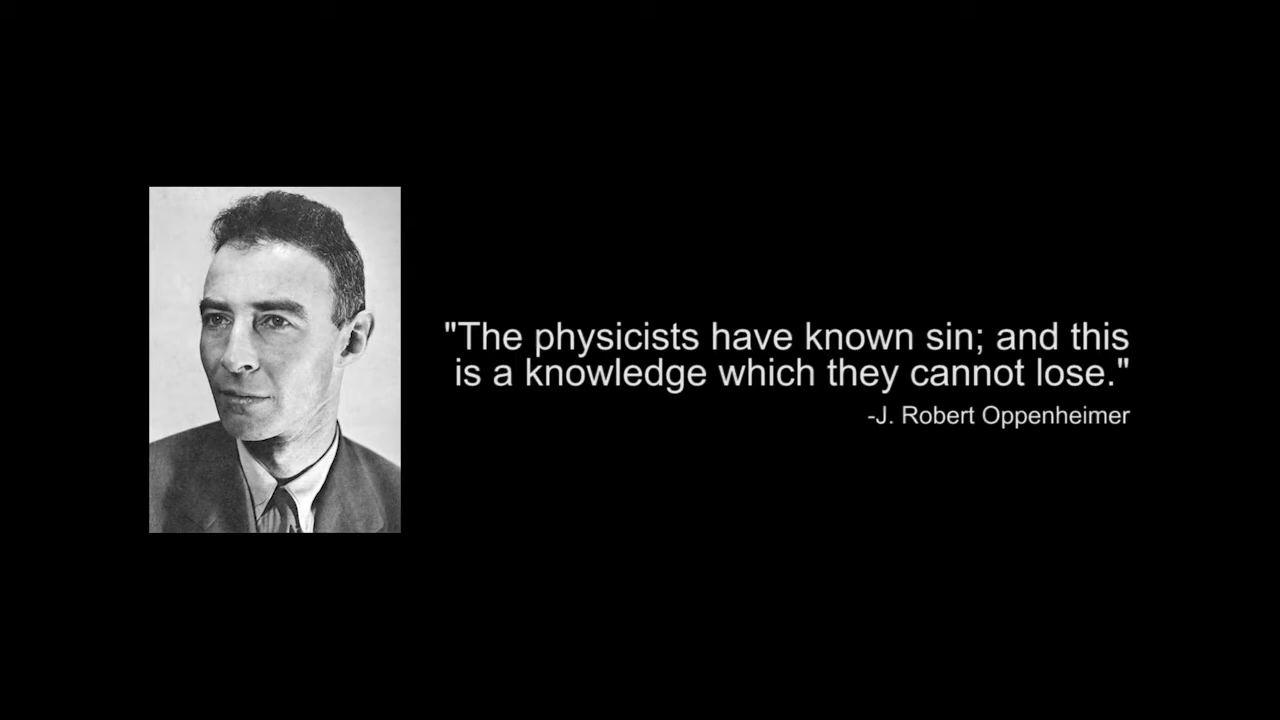 "The physicists have known sin; and this
is a knowledge which they cannot lose."
-J. Robert Oppenheimer